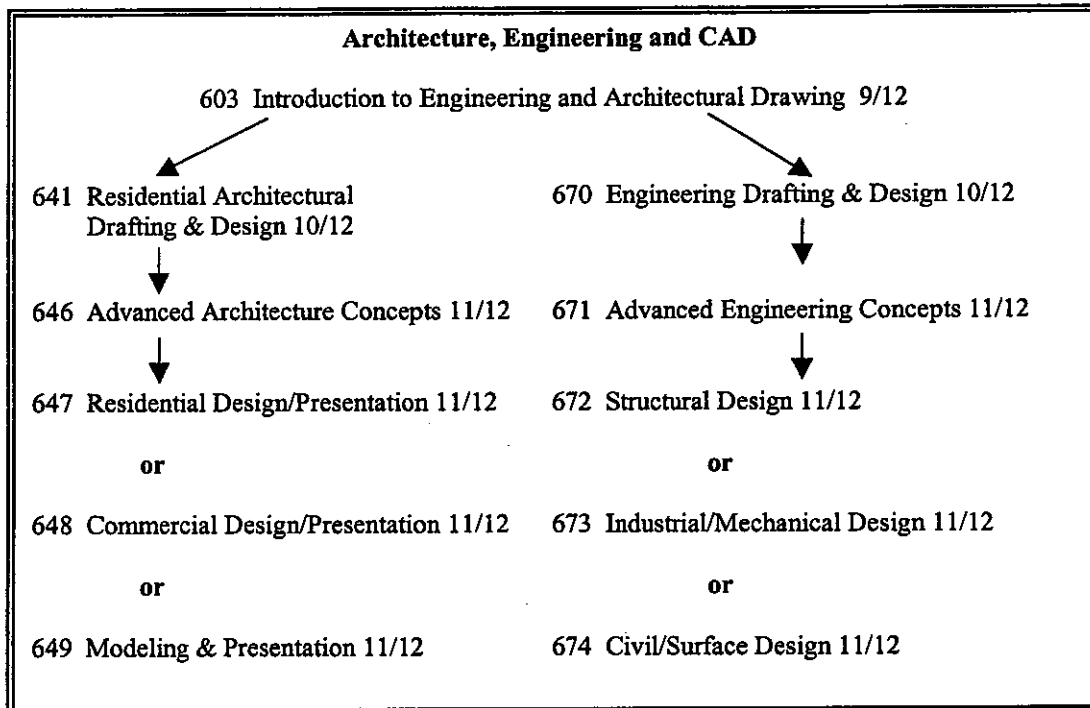 Architecture, Engineering and CAD
603 Introduction to Engineering and Architectural Drawing 9/12
641 Residential Architectural
Drafting & Design 10/12
670 Engineering Drafting & Design 10/12
646 Advanced Architecture Concepts 11/12
671 Advanced Engineering Concepts 11/12
647 Residential Design/Presentation 11/12
672 Structural Design 11/12
or
or
648 Commercial Design/Presentation 11/12
673 Industrial/Mechanical Design 11/12
or
or
649 Modeling & Presentation 11/12
674 Civil/Surface Design 11/12